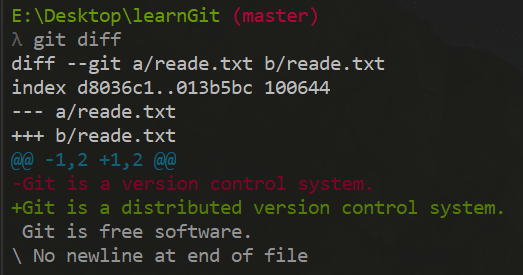 E:\Desktop\learnGit (master)
λ git diff
diff --git a/reade.txt b/reade.txt
index d8036c1..013b5bc 100644
--- a/reade.txt
+++ b/reade.txt
@@ -1,2 +1,2 @@
-Git is a version control system.
+Git is a distributed version control system.
 Git is free software.
\ No newline at end of file